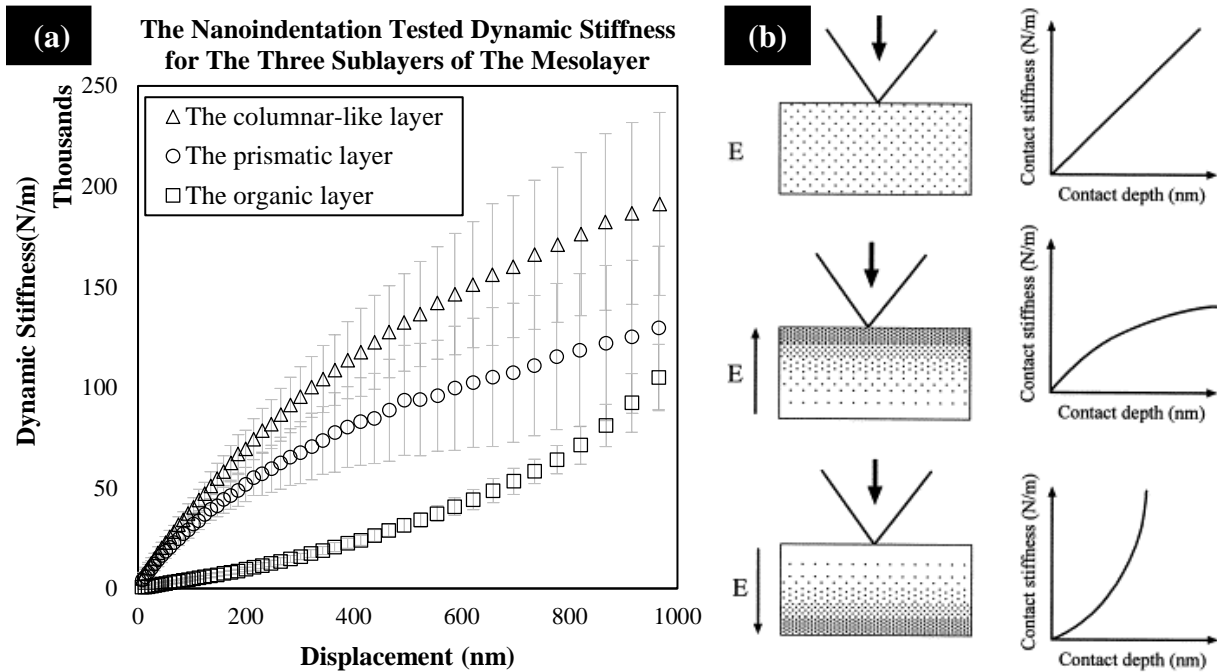 (a)
The Nanoindentation Tested Dynamic Stiffness
for The Three Sublayers of The Mesolayer
Dynamic Stiffness(N/m)
Thousands
250
200
150
100
50
0
The columnar-like layer
The prismatic layer
The organic layer
0
200
400
600
800
1000
Displacement (nm)
(b)
E
Contact stiffness (N/m)
Contact depth (nm)
E
Contact stiffness (N/m)
Contact depth (nm)
E
Contact stiffness (N/m)
Contact depth (nm)